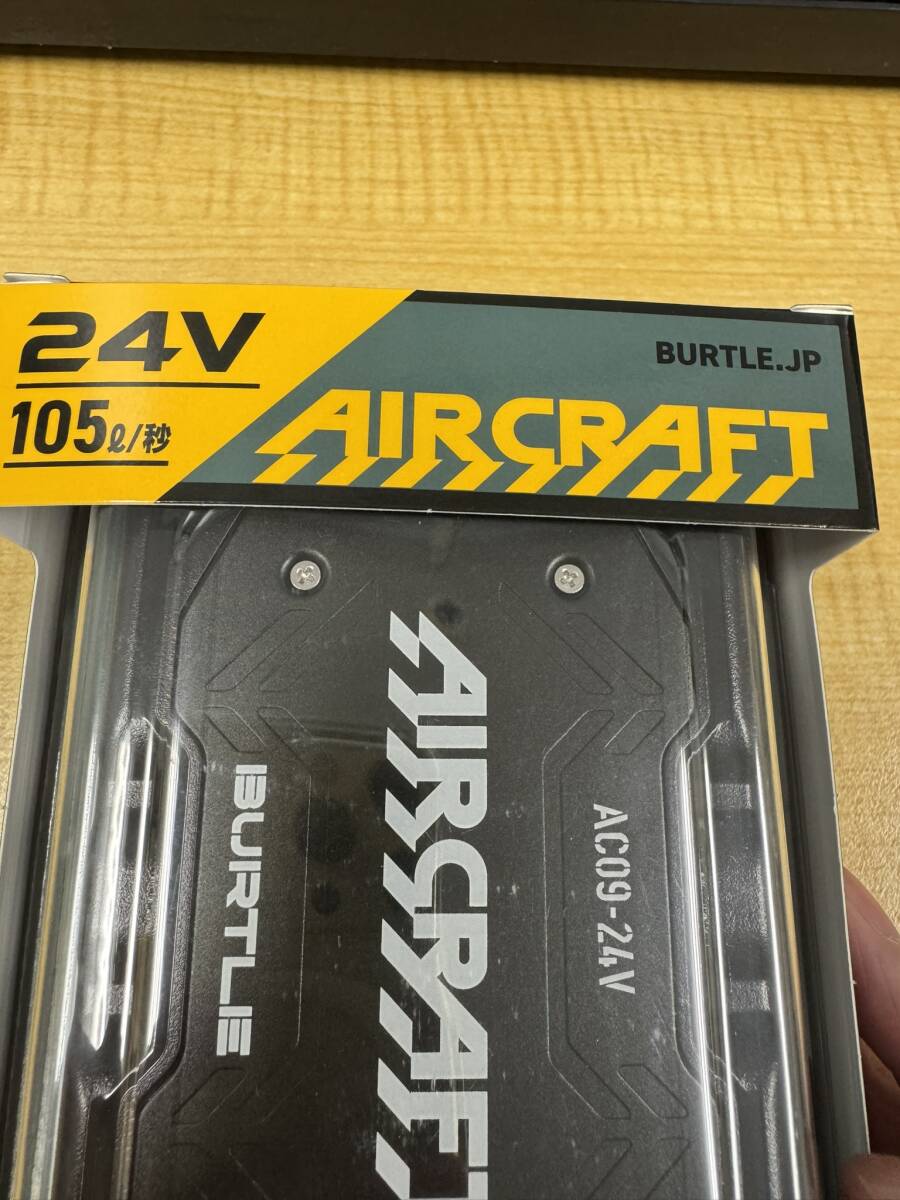 24V
105ℓ/秒
BURTLE.JP
AIRCRAFT
AIRCRAFT
BURTLE
AC09-24V